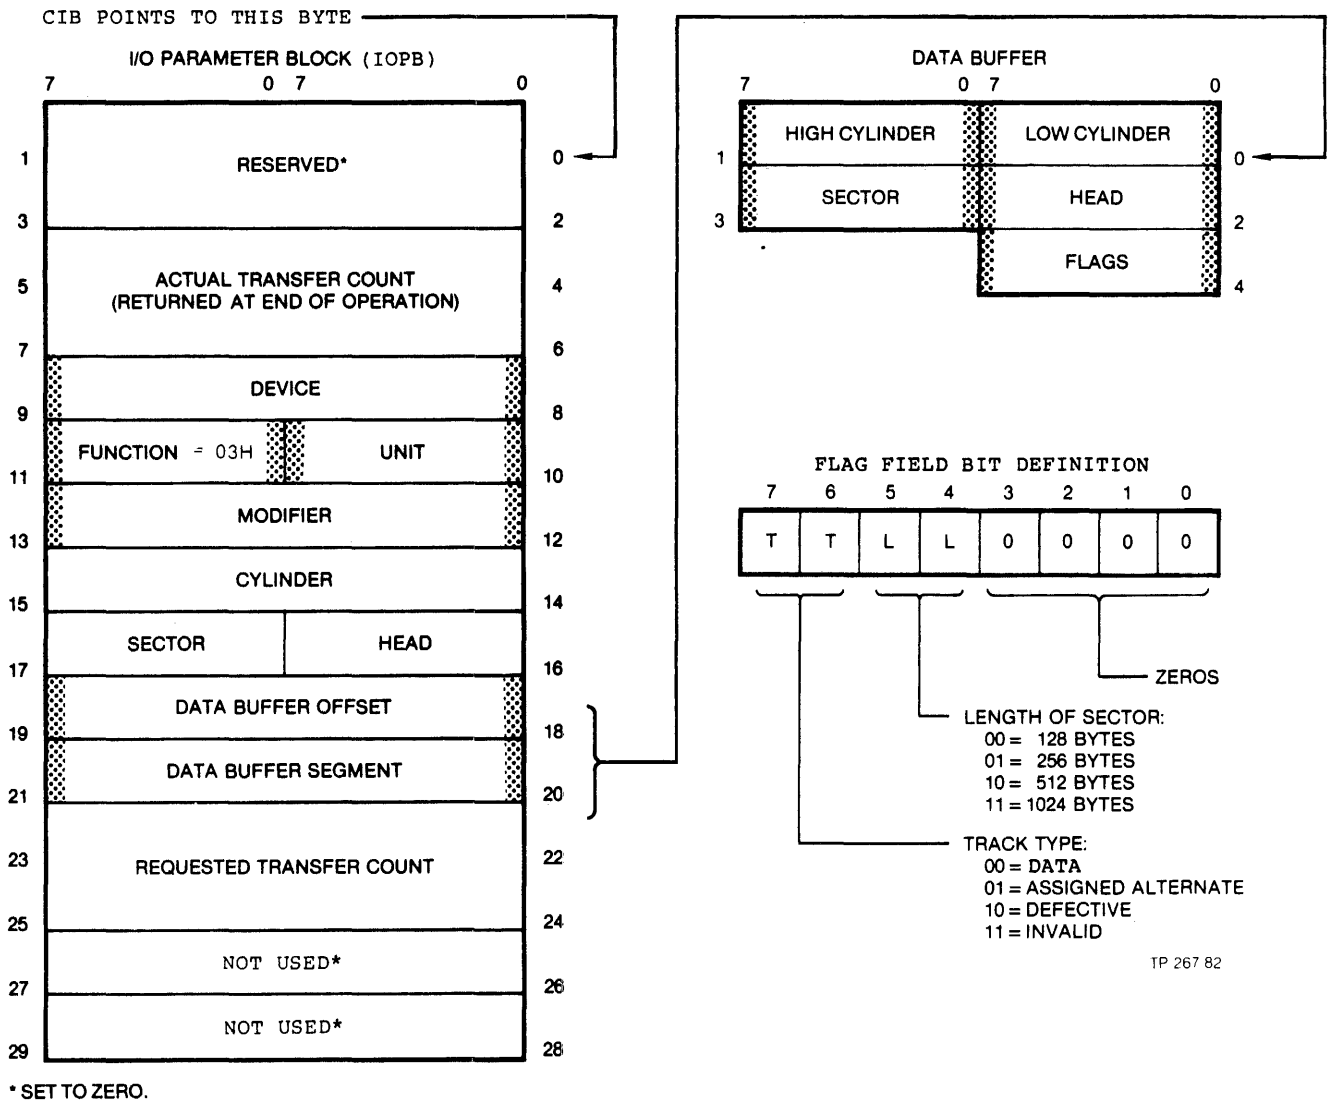 CIB POINTS TO THIS BYTE
I/O PARAMETER BLOCK (IOPB)
7 0 7 0
RESERVED*
1 0
3 2
ACTUAL TRANSFER COUNT
(RETURNED AT END OF OPERATION)
5 4
7 6
DEVICE
9 8
FUNCTION = 03H UNIT
11 10
MODIFIER
13 12
CYLINDER
15 14
SECTOR HEAD
17 16
DATA BUFFER OFFSET
19 18
DATA BUFFER SEGMENT
21 20
REQUESTED TRANSFER COUNT
23 22
25 24
NOT USED*
27 26
NOT USED*
29 28
* SET TO ZERO.
DATA BUFFER
7 0 7 0
HIGH CYLINDER LOW CYLINDER
1 0
SECTOR HEAD
3 2
FLAGS
4
FLAG FIELD BIT DEFINITION
7 6 5 4 3 2 1 0
T T L L 0 0 0 0
ZEROS
LENGTH OF SECTOR:
00 = 128 BYTES
01 = 256 BYTES
10 = 512 BYTES
11 = 1024 BYTES
TRACK TYPE:
00 = DATA
01 = ASSIGNED ALTERNATE
10 = DEFECTIVE
11 = INVALID
TP 267 82